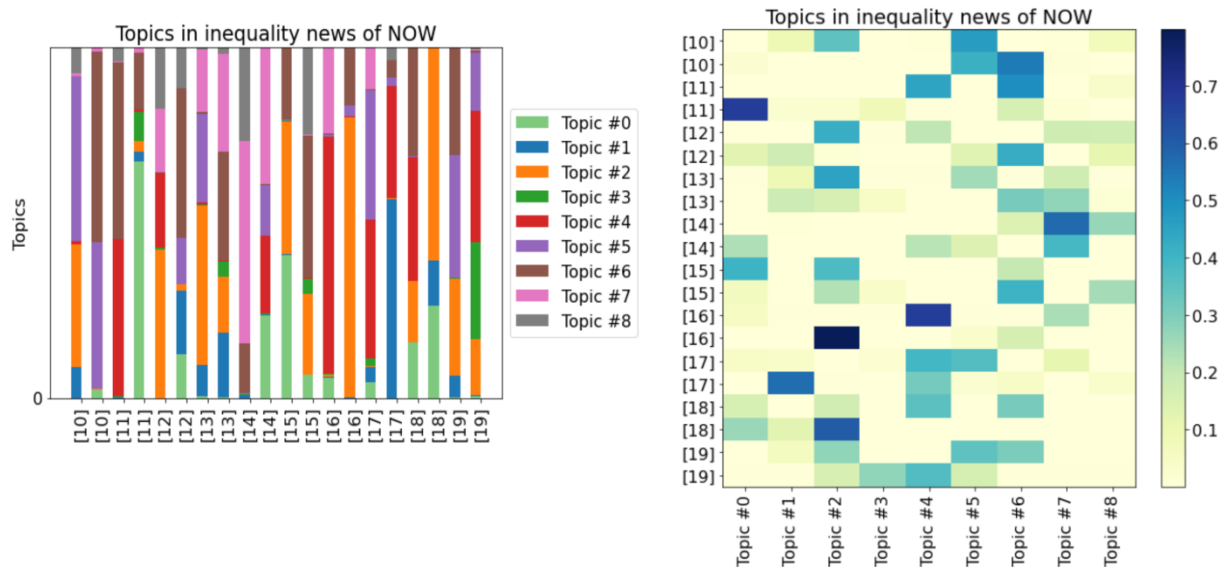 Topics in inequality news of NOW
Topics
0
[10]
[10]
[11]
[11]
[12]
[12]
[13]
[13]
[14]
[14]
[15]
[15]
[16]
[16]
[17]
[17]
[18]
[18]
[19]
[19]
Topic #0
Topic #1
Topic #2
Topic #3
Topic #4
Topic #5
Topic #6
Topic #7
Topic #8
Topics in inequality news of NOW
[10]
[10]
[11]
[11]
[12]
[12]
[13]
[13]
[14]
[14]
[15]
[15]
[16]
[16]
[17]
[17]
[18]
[18]
[19]
[19]
Topic #0
Topic #1
Topic #2
Topic #3
Topic #4
Topic #5
Topic #6
Topic #7
Topic #8
0.7
0.6
0.5
0.4
0.3
0.2
0.1